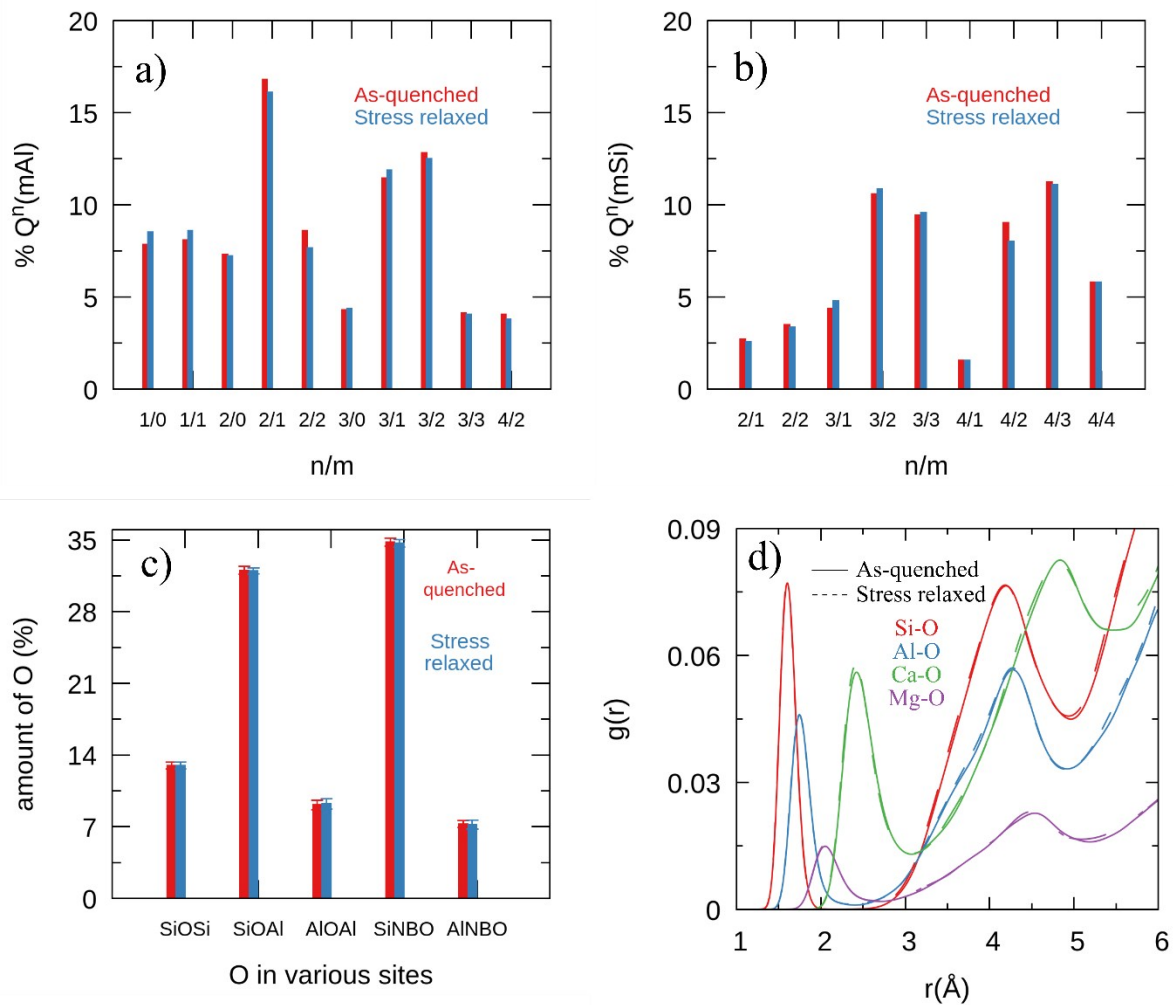 a)
As-quenched
Stress relaxed
% Qⁿ(mAl)
20
15
10
5
0
1/0 1/1 2/0 2/1 2/2 3/0 3/1 3/2 3/3 4/2
n/m
b)
As-quenched
Stress relaxed
% Qⁿ(mSi)
20
15
10
5
0
2/1 2/2 3/1 3/2 3/3 4/1 4/2 4/3 4/4
n/m
c)
As-
quenched
Stress
relaxed
amount of O (%)
35
28
21
14
7
0
SiOSi SiOAl AlOAl SiNBO AlNBO
O in various sites
d)
As-quenched
Stress relaxed
Si-O
Al-O
Ca-O
Mg-O
g(r)
0.09
0.06
0.03
0
1 2 3 4 5 6
r(Å)